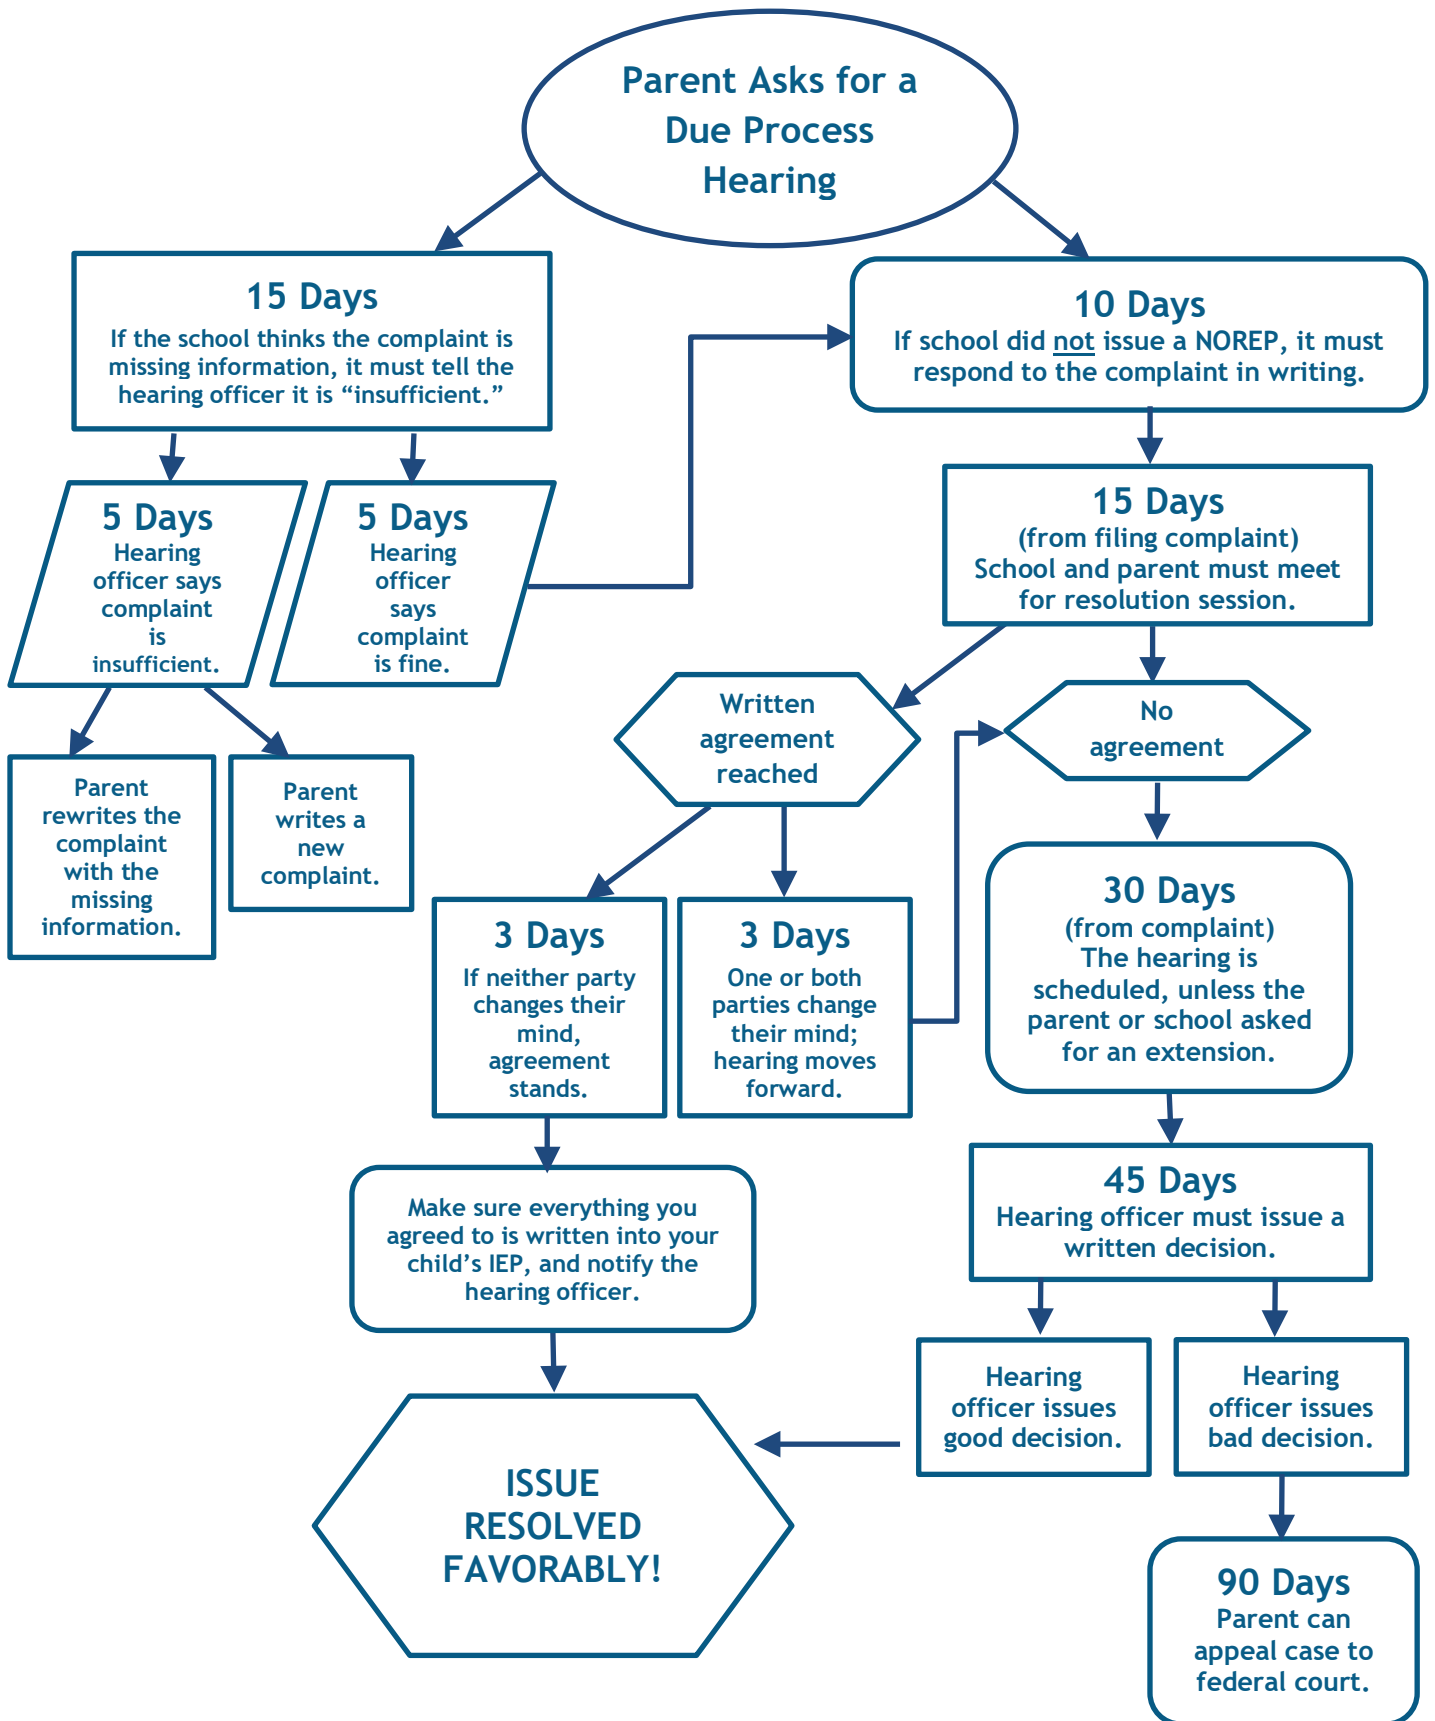 Parent Asks for a
Due Process
Hearing
15 Days
If the school thinks the complaint is
missing information, it must tell the
hearing officer it is “insufficient.”
10 Days
If school did not issue a NOREP, it must
respond to the complaint in writing.
5 Days
Hearing
officer says
complaint
is
insufficient.
5 Days
Hearing
officer
says
complaint
is fine.
15 Days
(from filing complaint)
School and parent must meet
for resolution session.
Parent
rewrites the
complaint
with the
missing
information.
Parent
writes a
new
complaint.
Written
agreement
reached
No
agreement
3 Days
If neither party
changes their
mind,
agreement
stands.
3 Days
One or both
parties change
their mind;
hearing moves
forward.
30 Days
(from complaint)
The hearing is
scheduled, unless the
parent or school asked
for an extension.
Make sure everything you
agreed to is written into your
child’s IEP, and notify the
hearing officer.
45 Days
Hearing officer must issue a
written decision.
Hearing
officer issues
good decision.
Hearing
officer issues
bad decision.
ISSUE
RESOLVED
FAVORABLY!
90 Days
Parent can
appeal case to
federal court.